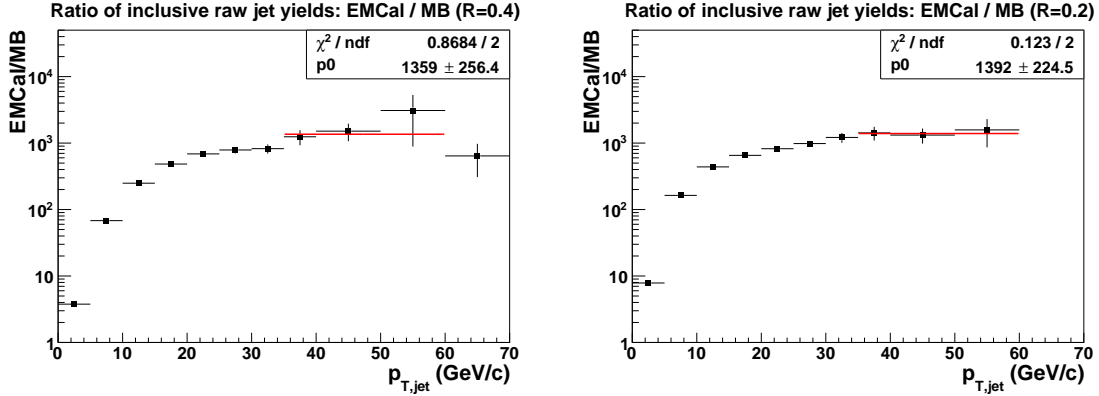 Ratio of inclusive raw jet yields: EMCal / MB (R=0.4)
χ² / ndf 0.8684 / 2
p0 1359 ± 256.4
EMCal/MB
10⁴
10³
10²
10
1
0 10 20 30 40 50 60 70
p_T,jet (GeV/c)
Ratio of inclusive raw jet yields: EMCal / MB (R=0.2)
χ² / ndf 0.123 / 2
p0 1392 ± 224.5
EMCal/MB
10⁴
10³
10²
10
1
0 10 20 30 40 50 60 70
p_T,jet (GeV/c)